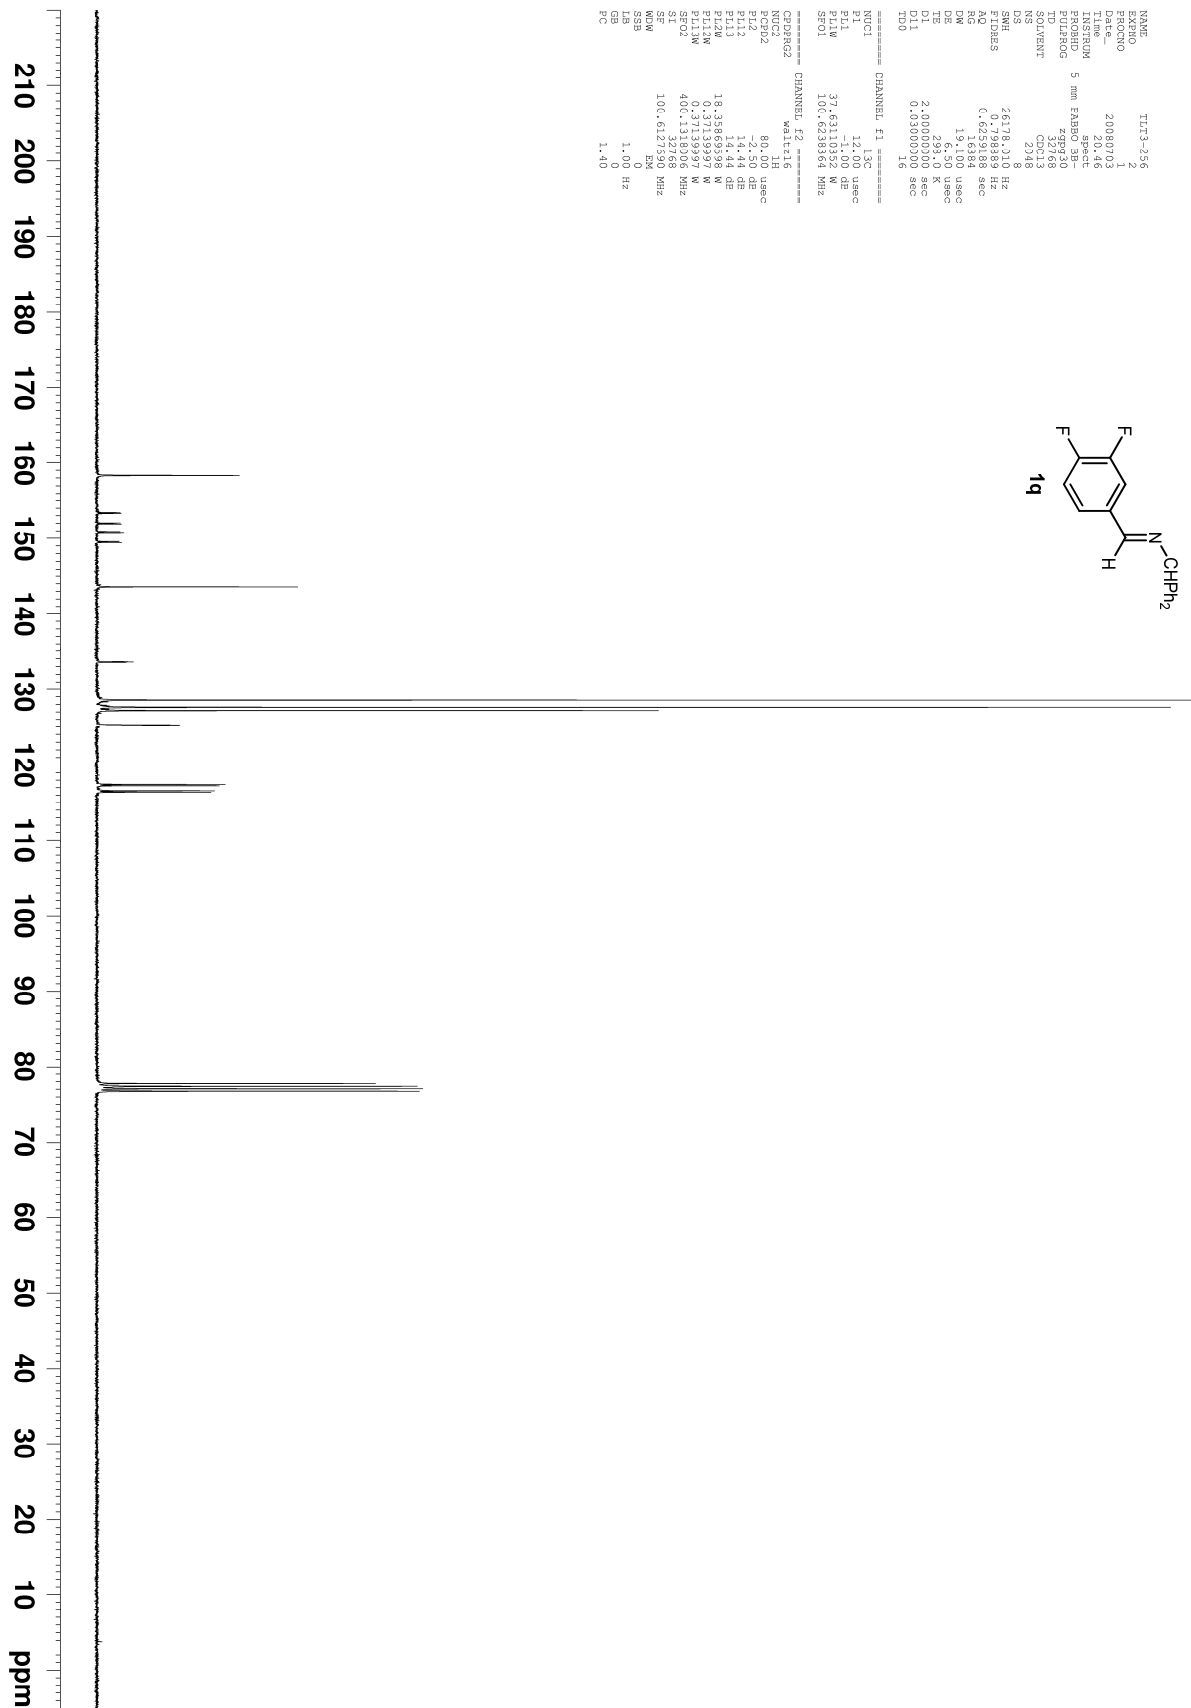 NAME TLT3-256
EXPNO 2
PROCNO 1
Date_ 20080703
Time 20.46
INSTRUM spect
PROBHD 5 mm PABBO BB-
PULPROG zgpg30
TD 32768
SOLVENT CDCl3
NS 2048
DS 8
SWH 26178.010 Hz
FIDRES 0.798889 Hz
AQ 0.6259188 sec
RG 16384
DW 19.100 usec
DE 6.50 usec
TE 293.0 K
D1 2.00000000 sec
D11 0.03000000 sec
TD0 16
======== CHANNEL f1 ========
NUC1 13C
P1 usec
PL1 -1.00 dB
PL1W 37.63110352 W
SFO1 100.6238364 MHz
======== CHANNEL f2 ========
CPDPRG2 waltz16
NUC2 1H
PCPD2 80.00 usec
PL2 -2.50 dB
PL12 14.44 dB
PL13 14.44 dB
PL2W 18.35869598 W
PL12W 0.37139997 W
PL13W 0.37139997 W
SFO2 MHz
SI 32768
SF 100.6127590 MHz
WDW EM
SSB 0
LB 1.00 Hz
GB 0
PC 1.40
F
F
N
CHPh2
H
1q
210 200 190 180 170 160 150 140 130 120 110 100 90 80 70 60 50 40 30 20 10 ppm